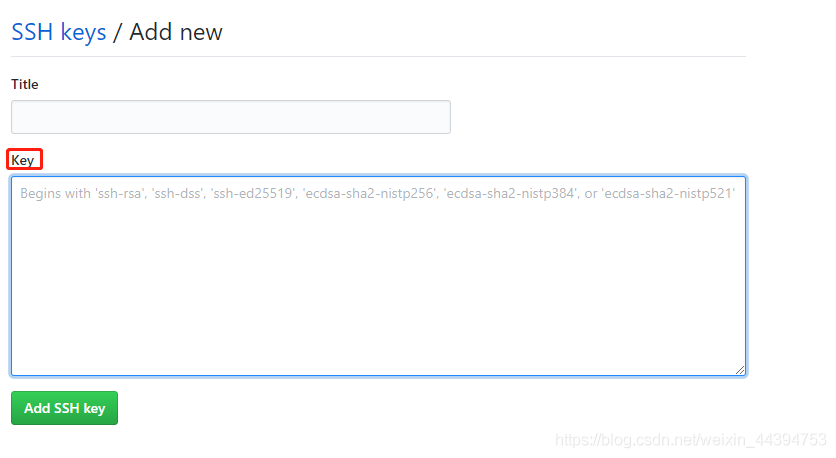 SSH keys / Add new
Title
Key
Begins with 'ssh-rsa', 'ssh-dss', 'ssh-ed25519', 'ecdsa-sha2-nistp256', 'ecdsa-sha2-nistp384', or 'ecdsa-sha2-nistp521'
Add SSH key
https://blog.csdn.net/weixin_44394753